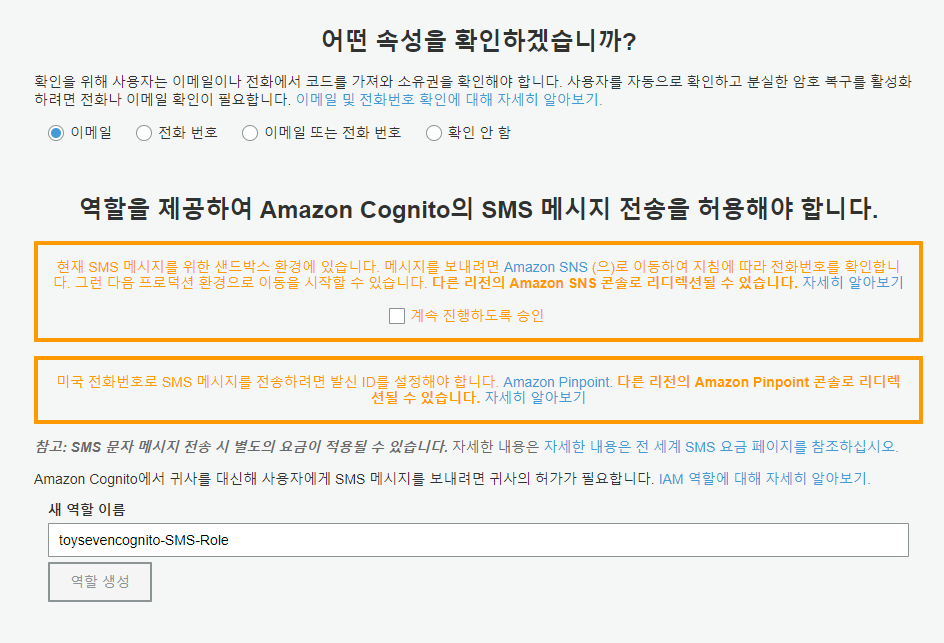 어떤 속성을 확인하겠습니까?
확인을 위해 사용자는 이메일이나 전화에서 코드를 가져와 소유권을 확인해야 합니다. 사용자를 자동으로 확인하고 분실한 암호 복구를 활성화
하려면 전화나 이메일 확인이 필요합니다. 이메일 및 전화번호 확인에 대해 자세히 알아보기.
이메일 전화 번호 이메일 또는 전화 번호 확인 안 함
역할을 제공하여 Amazon Cognito의 SMS 메시지 전송을 허용해야 합니다.
현재 SMS 메시지를 위한 샌드박스 환경에 있습니다. 메시지를 보내려면 Amazon SNS (으)로 이동하여 지침에 따라 전화번호를 확인합니
다. 그런 다음 프로덕션 환경으로 이동을 시작할 수 있습니다. 다른 리전의 Amazon SNS 콘솔로 리디렉션될 수 있습니다. 자세히 알아보기
계속 진행하도록 승인
미국 전화번호로 SMS 메시지를 전송하려면 발신 ID를 설정해야 합니다. Amazon Pinpoint. 다른 리전의 Amazon Pinpoint 콘솔로 리디렉
션될 수 있습니다. 자세히 알아보기
참고: SMS 문자 메시지 전송 시 별도의 요금이 적용될 수 있습니다. 자세한 내용은 자세한 내용은 전 세계 SMS 요금 페이지를 참조하십시오.
Amazon Cognito에서 귀사를 대신해 사용자에게 SMS 메시지를 보내려면 귀사의 허가가 필요합니다. IAM 역할에 대해 자세히 알아보기.
새 역할 이름
toysevencognito-SMS-Role
역할 생성